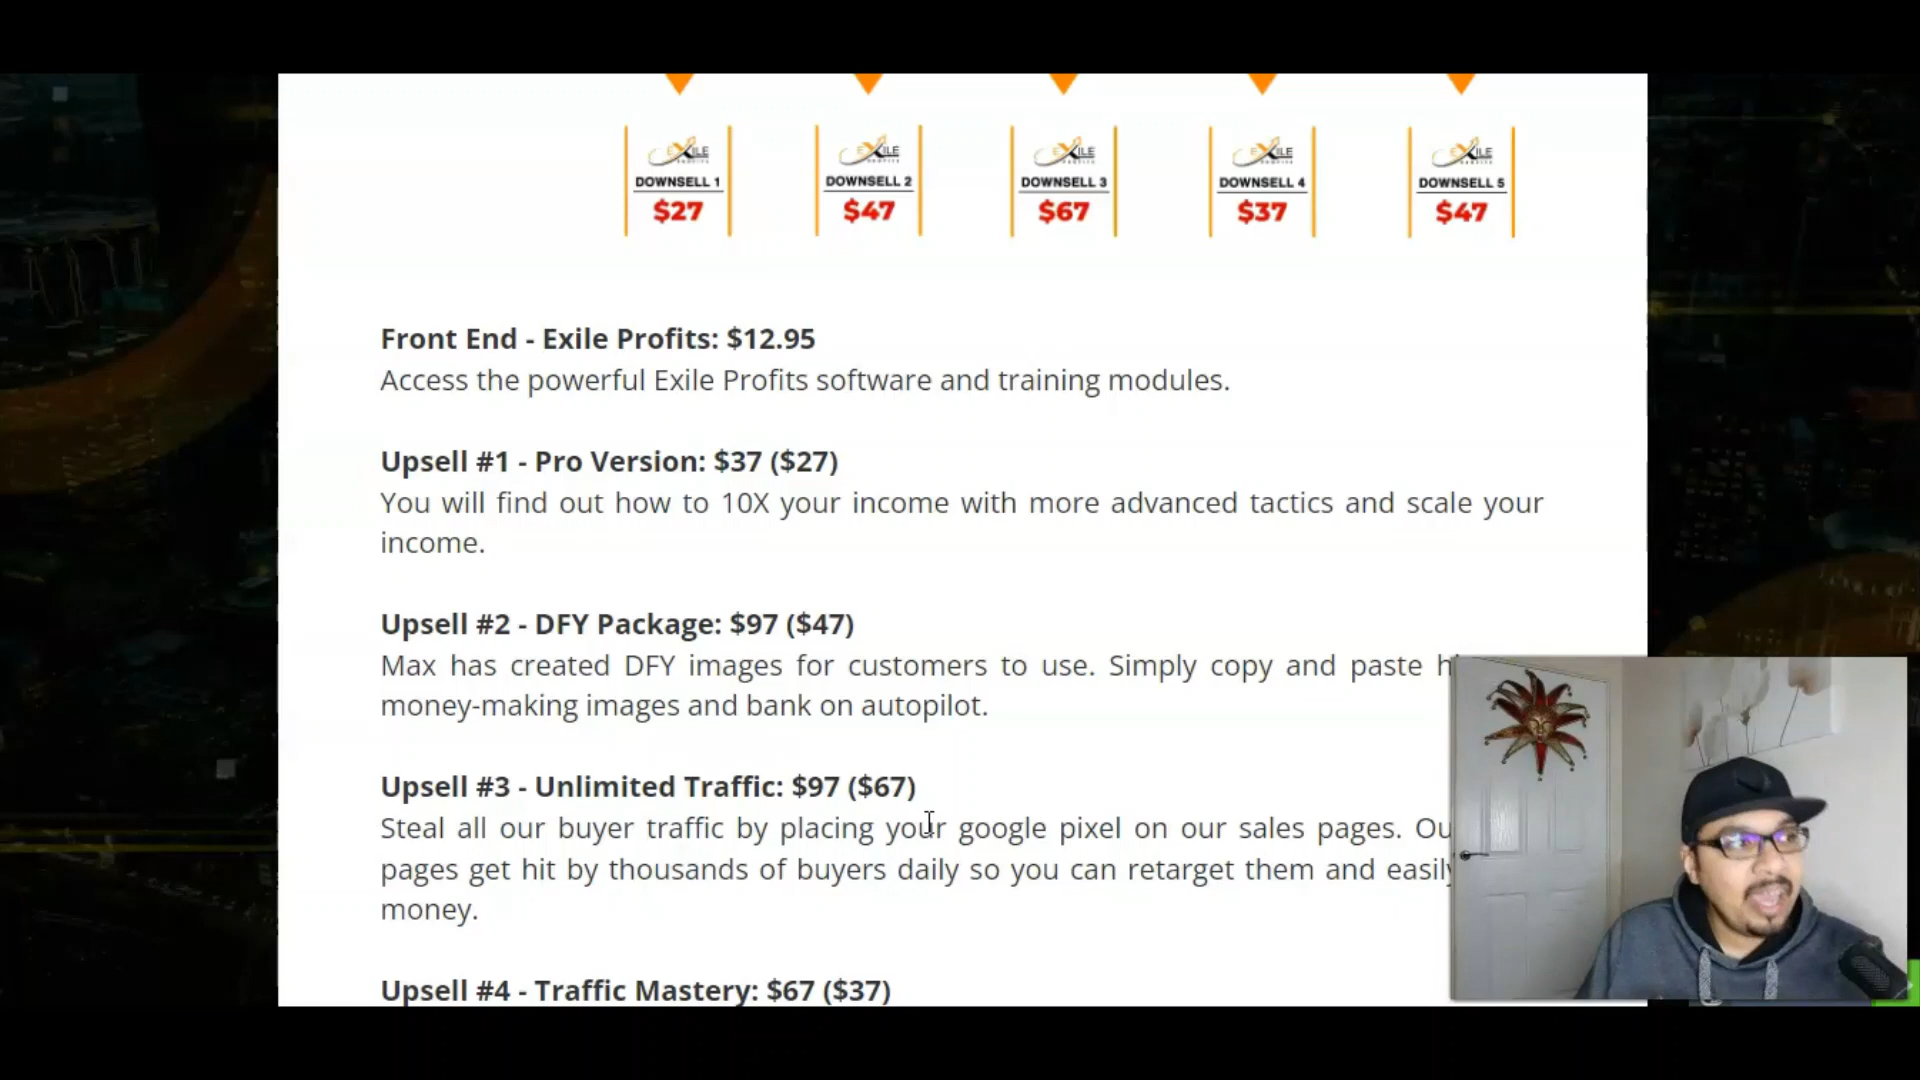 EXILE EXILE EXILE EXILE EXILE
DOWNSELL 1 DOWNSELL 2 DOWNSELL 3 DOWNSELL 4 DOWNSELL 5
$27 $47 $67 $37 $47
Front End - Exile Profits: $12.95
Access the powerful Exile Profits software and training modules.
Upsell #1 - Pro Version: $37 ($27)
You will find out how to 10X your income with more advanced tactics and scale your
income.
Upsell #2 - DFY Package: $97 ($47)
Max has created DFY images for customers to use. Simply copy and paste
money-making images and bank on autopilot.
Upsell #3 - Unlimited Traffic: $97 ($67)
Steal all our buyer traffic by placing your google pixel on our sales pages.
pages get hit by thousands of buyers daily so you can retarget them and easily
money.
Upsell #4 - Traffic Mastery: $67 ($37)